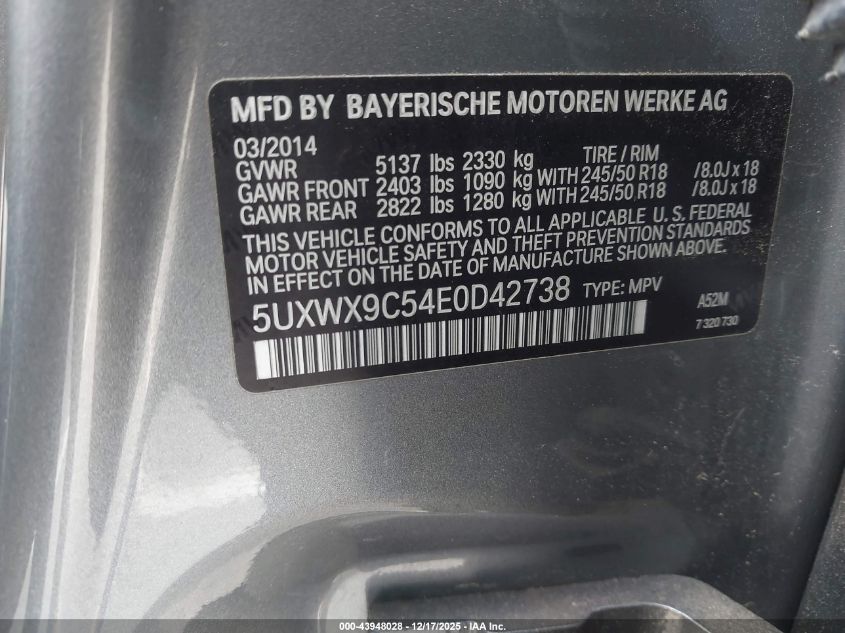 MFD BY BAYERISCHE MOTOREN WERKE AG
03/2014 TIRE / RIM
GVWR 5137 lbs 2330 kg
GAWR FRONT 2403 lbs 1090 kg WITH 245/50 R18 /8.0J x 18
GAWR REAR 2822 lbs 1280 kg WITH 245/50 R18 /8.0J x 18
THIS VEHICLE CONFORMS TO ALL APPLICABLE U. S. FEDERAL
MOTOR VEHICLE SAFETY AND THEFT PREVENTION STANDARDS
IN EFFECT ON THE DATE OF MANUFACTURE SHOWN ABOVE.
5UXWX9C54E0D42738 TYPE: MPV A52M
7 320 730
000-43948028 - 12/17/2025 - IAA Inc.